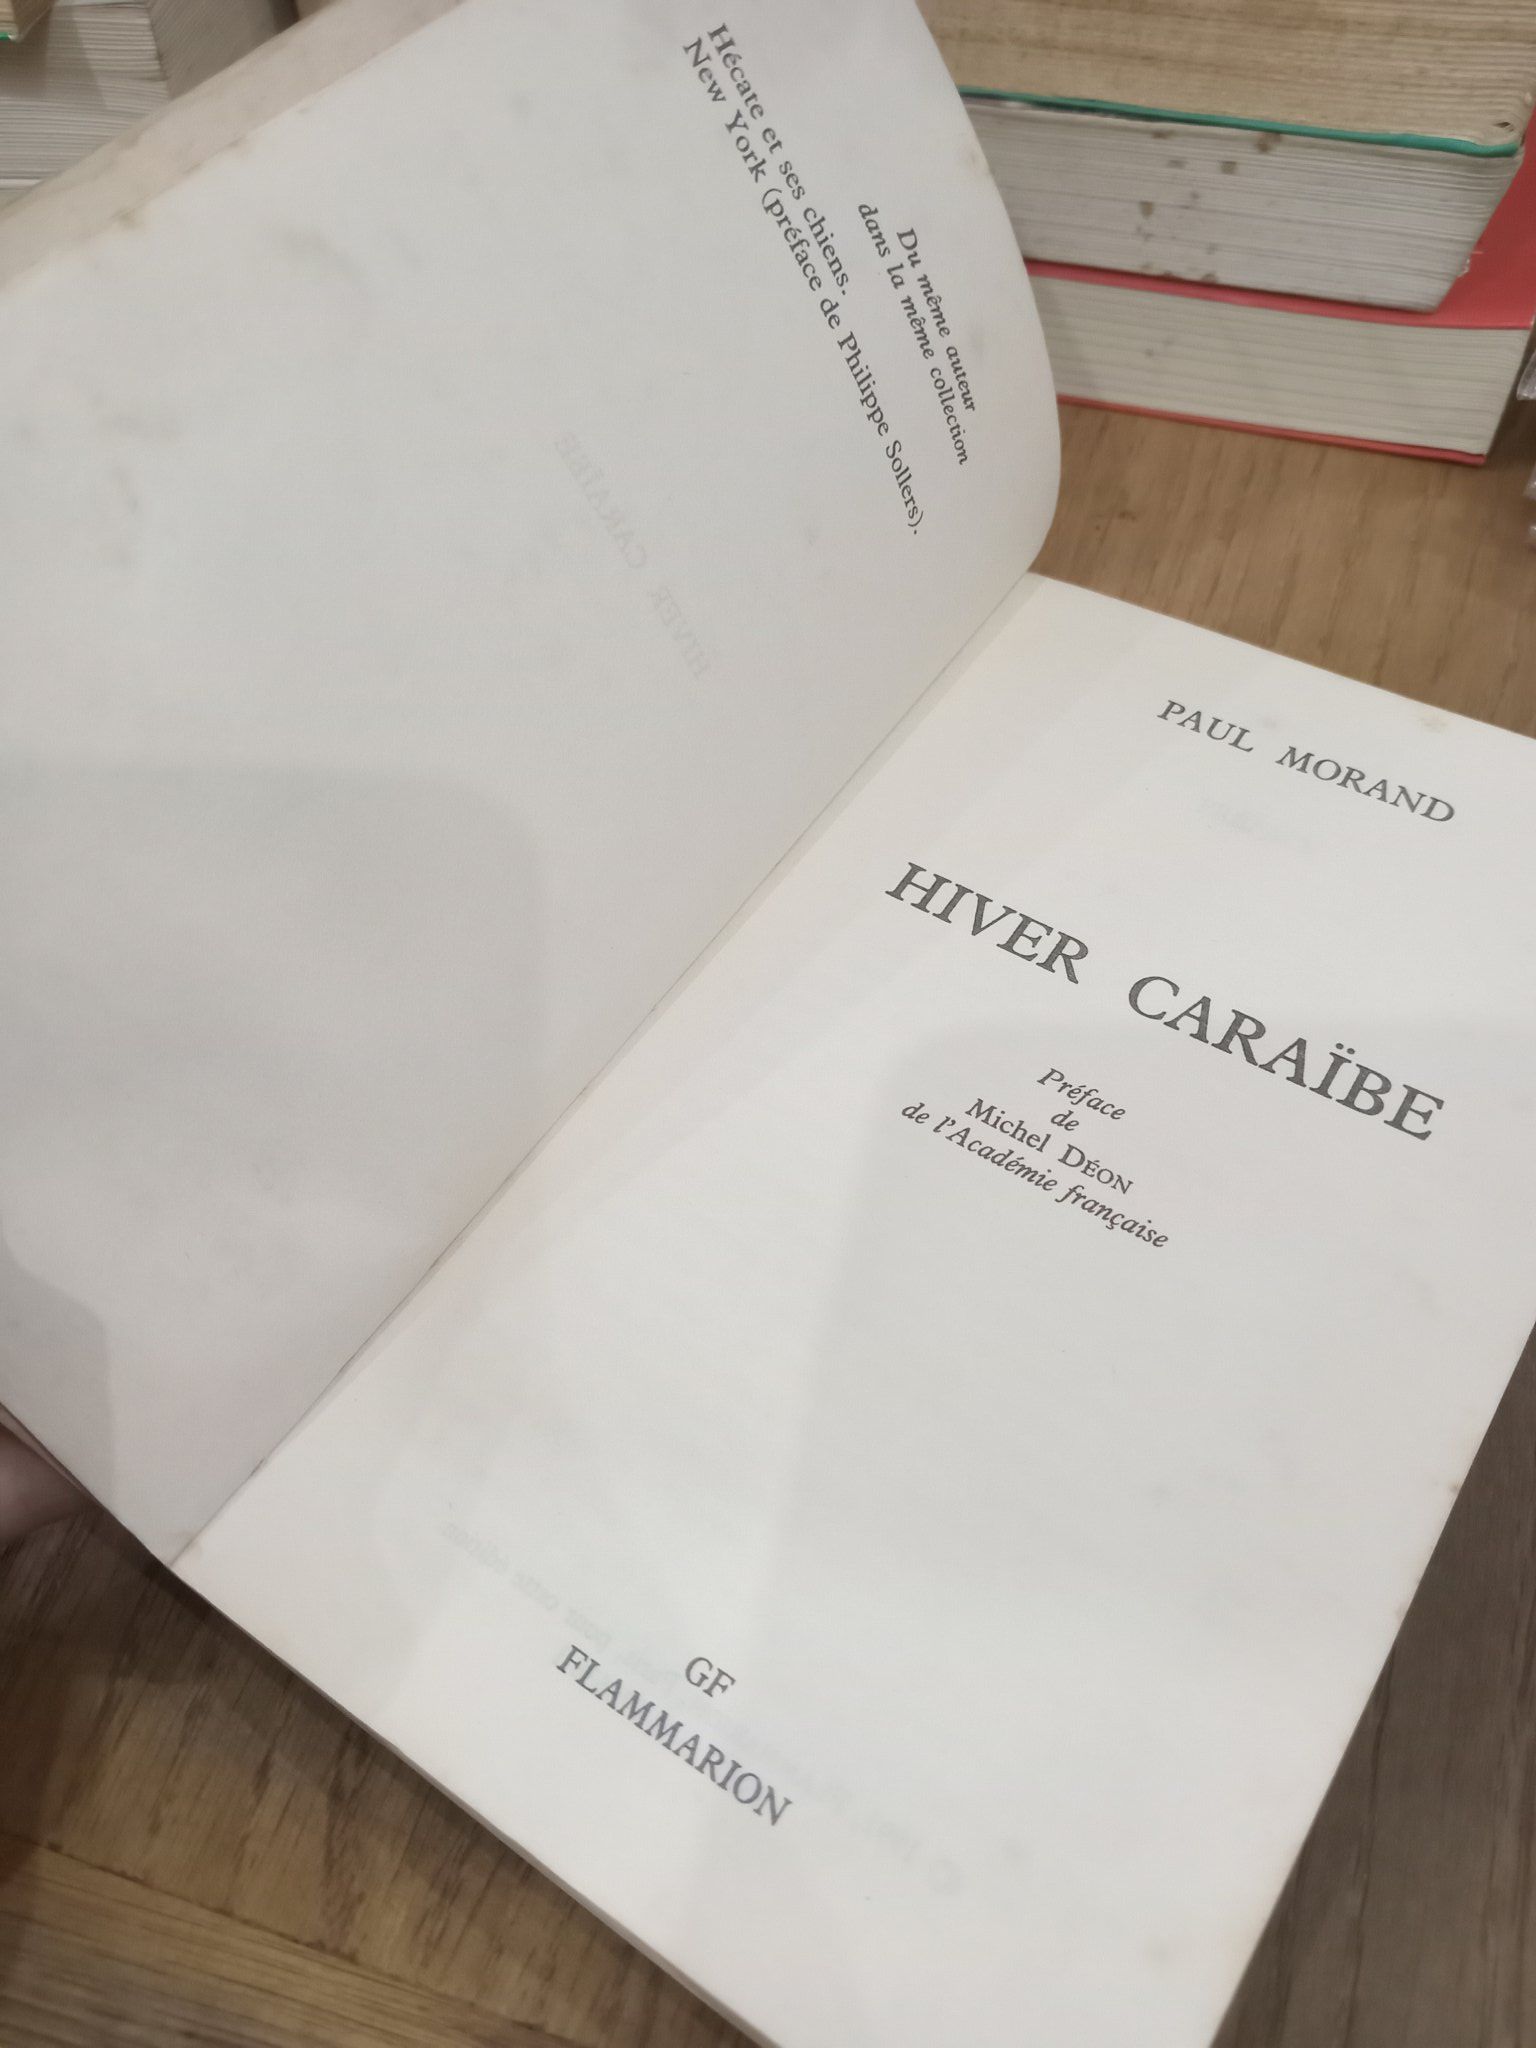 Du même auteur
dans la même collection
Hécate et ses chiens.
New York (préface de Philippe Sollers).
PAUL MORAND
HIVER CARAÏBE
Préface
de
Michel DÉON
de l'Académie française
GF
FLAMMARION